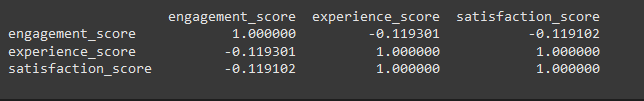 engagement_score experience_score satisfaction_score
engagement_score 1.000000 -0.119301 -0.119102
experience_score -0.119301 1.000000 1.000000
satisfaction_score -0.119102 1.000000 1.000000